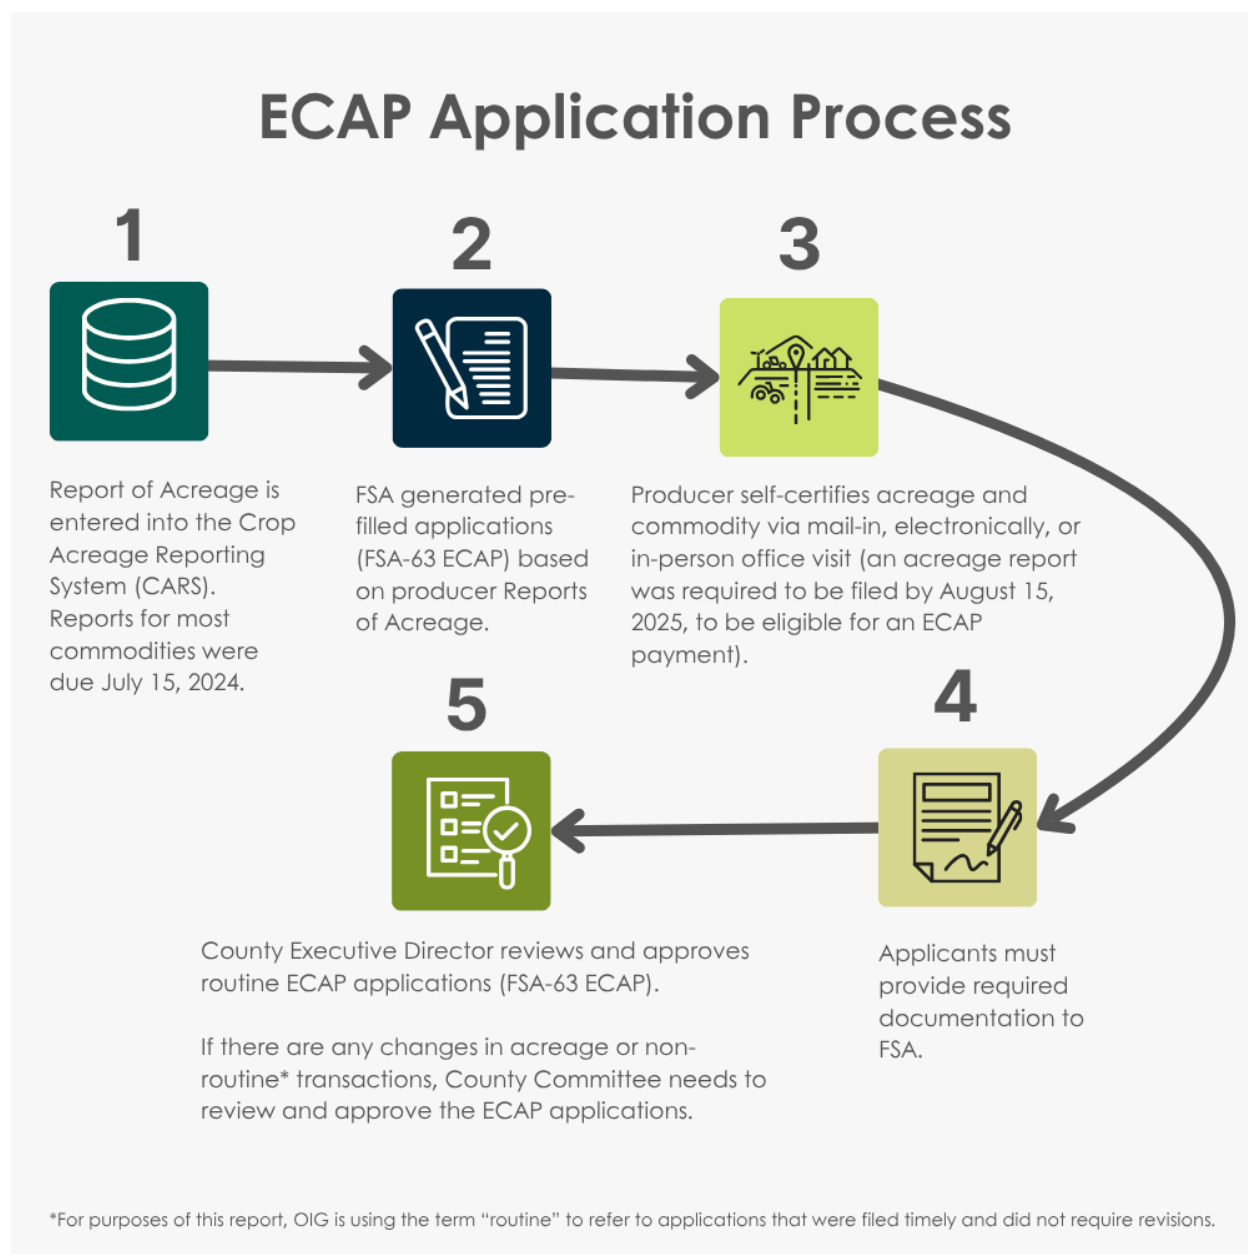 ECAP Application Process
1
Report of Acreage is
entered into the Crop
Acreage Reporting
System (CARS).
Reports for most
commodities were
due July 15, 2024.
2
FSA generated pre-
filled applications
(FSA-63 ECAP) based
on producer Reports
of Acreage.
3
Producer self-certifies acreage and
commodity via mail-in, electronically, or
in-person office visit (an acreage report
was required to be filed by August 15,
2025, to be eligible for an ECAP
payment).
4
Applicants must
provide required
documentation to
FSA.
5
County Executive Director reviews and approves
routine ECAP applications (FSA-63 ECAP).
If there are any changes in acreage or non-
routine* transactions, County Committee needs to
review and approve the ECAP applications.
*For purposes of this report, OIG is using the term “routine” to refer to applications that were filed timely and did not require revisions.